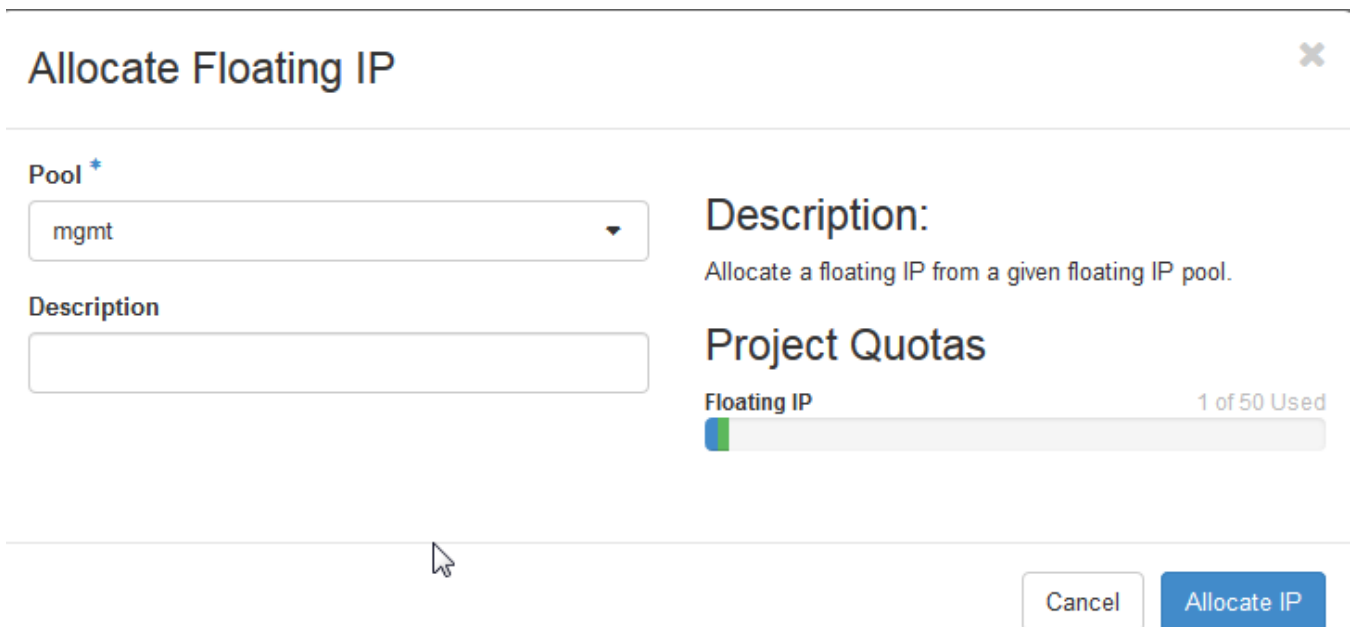 Allocate Floating IP
Pool *
mgmt
Description
Description:
Allocate a floating IP from a given floating IP pool.
Project Quotas
Floating IP 1 of 50 Used
Cancel Allocate IP